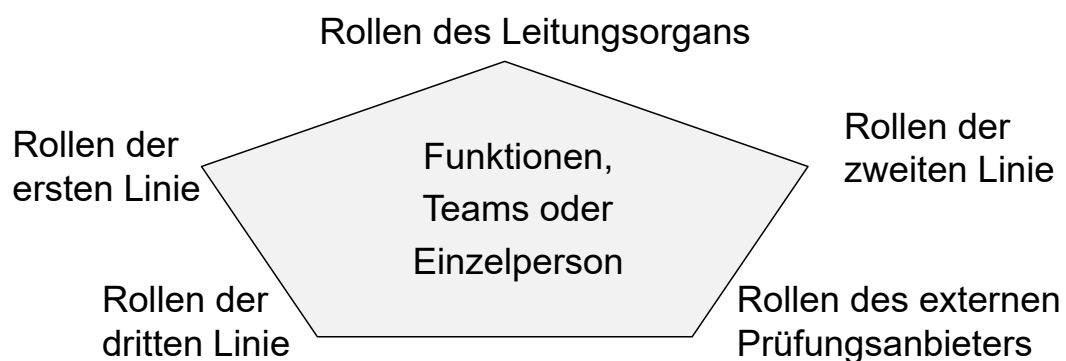 Rollen des Leitungsorgans
Rollen der
ersten Linie
Funktionen,
Teams oder
Einzelperson
Rollen der
zweiten Linie
Rollen der
dritten Linie
Rollen des externen
Prüfungsanbieters